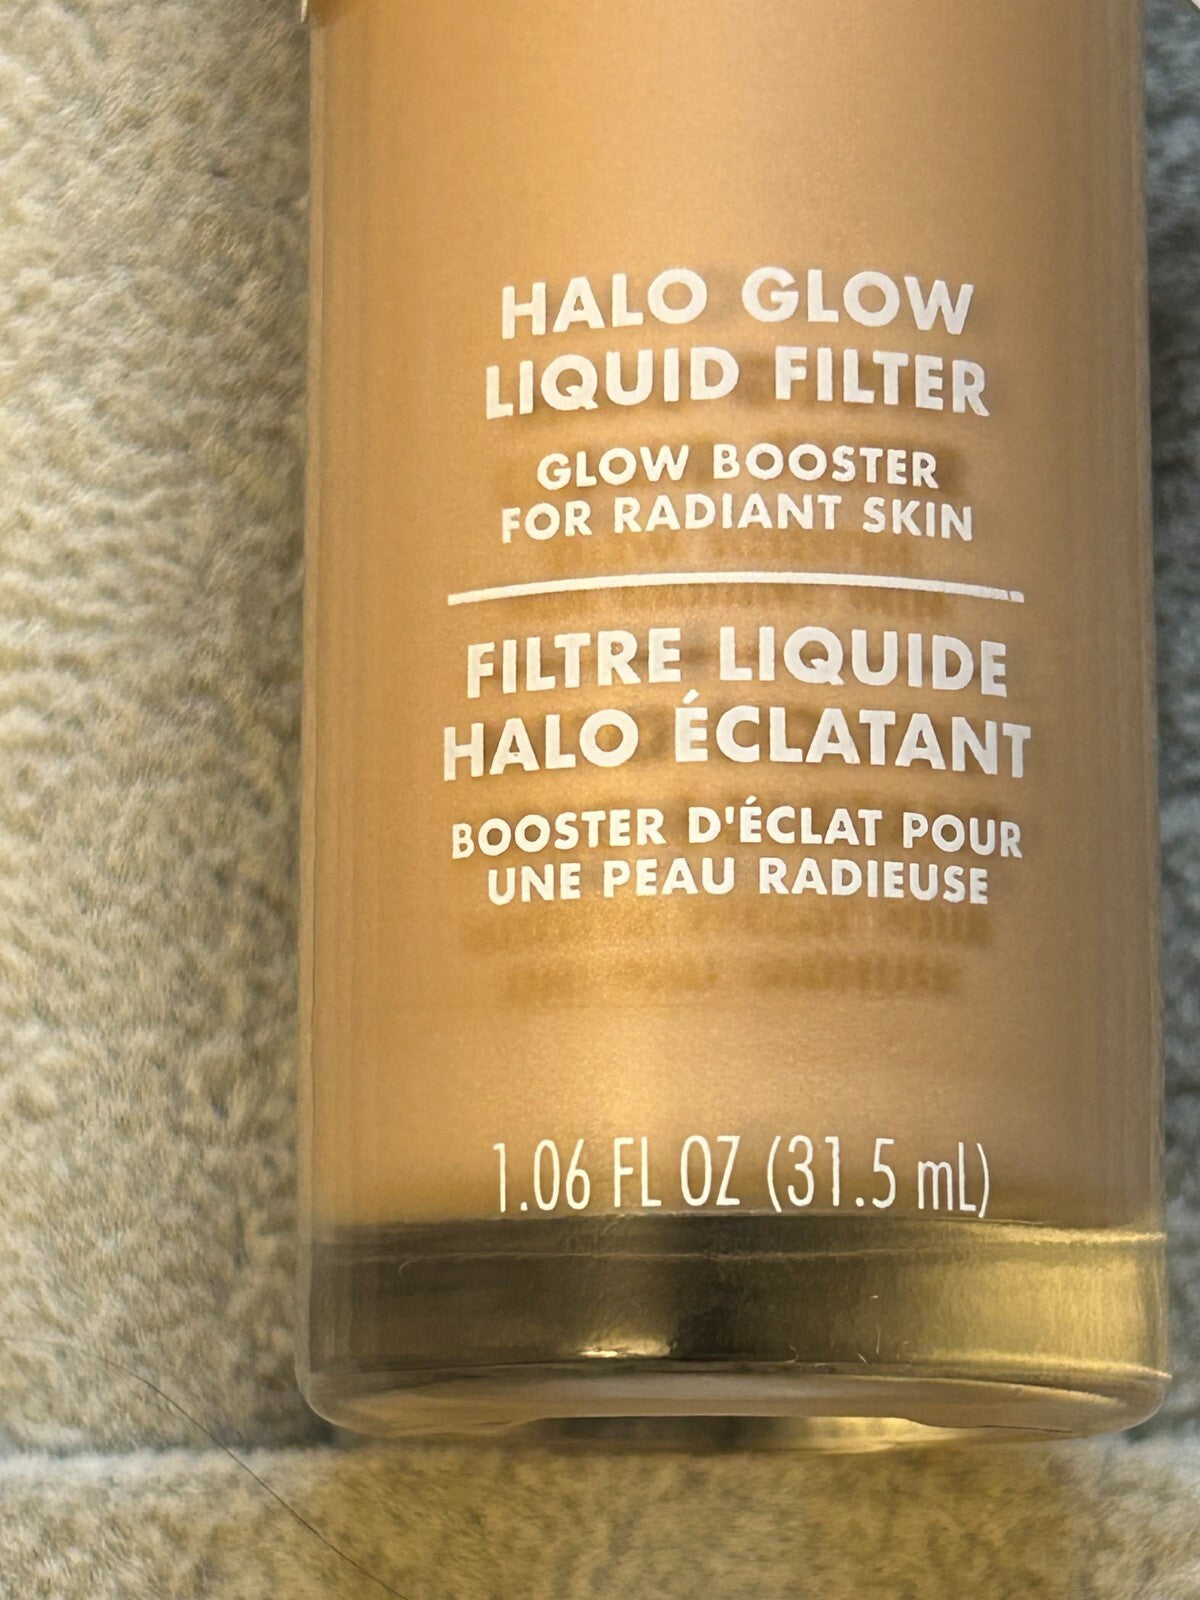 HALO GLOW
LIQUID FILTER
GLOW BOOSTER
FOR RADIANT SKIN
FILTRE LIQUIDE
HALO ÉCLATANT
BOOSTER D'ÉCLAT POUR
UNE PEAU RADIEUSE
1.06 FL OZ (31.5 mL)